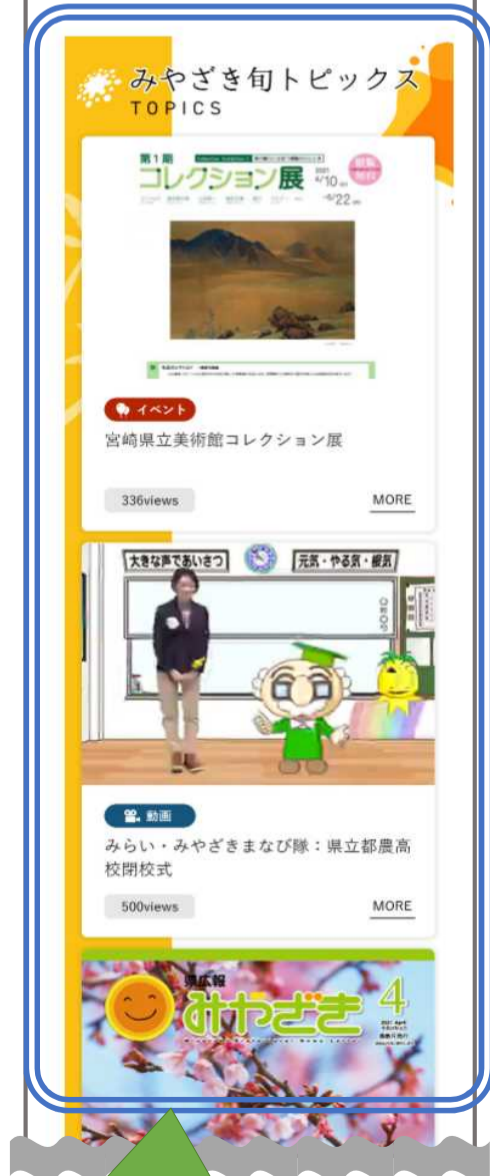 みやざき旬トピックス
TOPICS
第1期
コレクション展
2021
4/10
6/22
イベント
宮崎県立美術館コレクション展
336views
MORE
大きな声であいさつ
元気・やる気・根気
動画
みらい・みやざきまなび隊：県立都農高
校閉校式
500views
MORE
県広報
みやざき
4